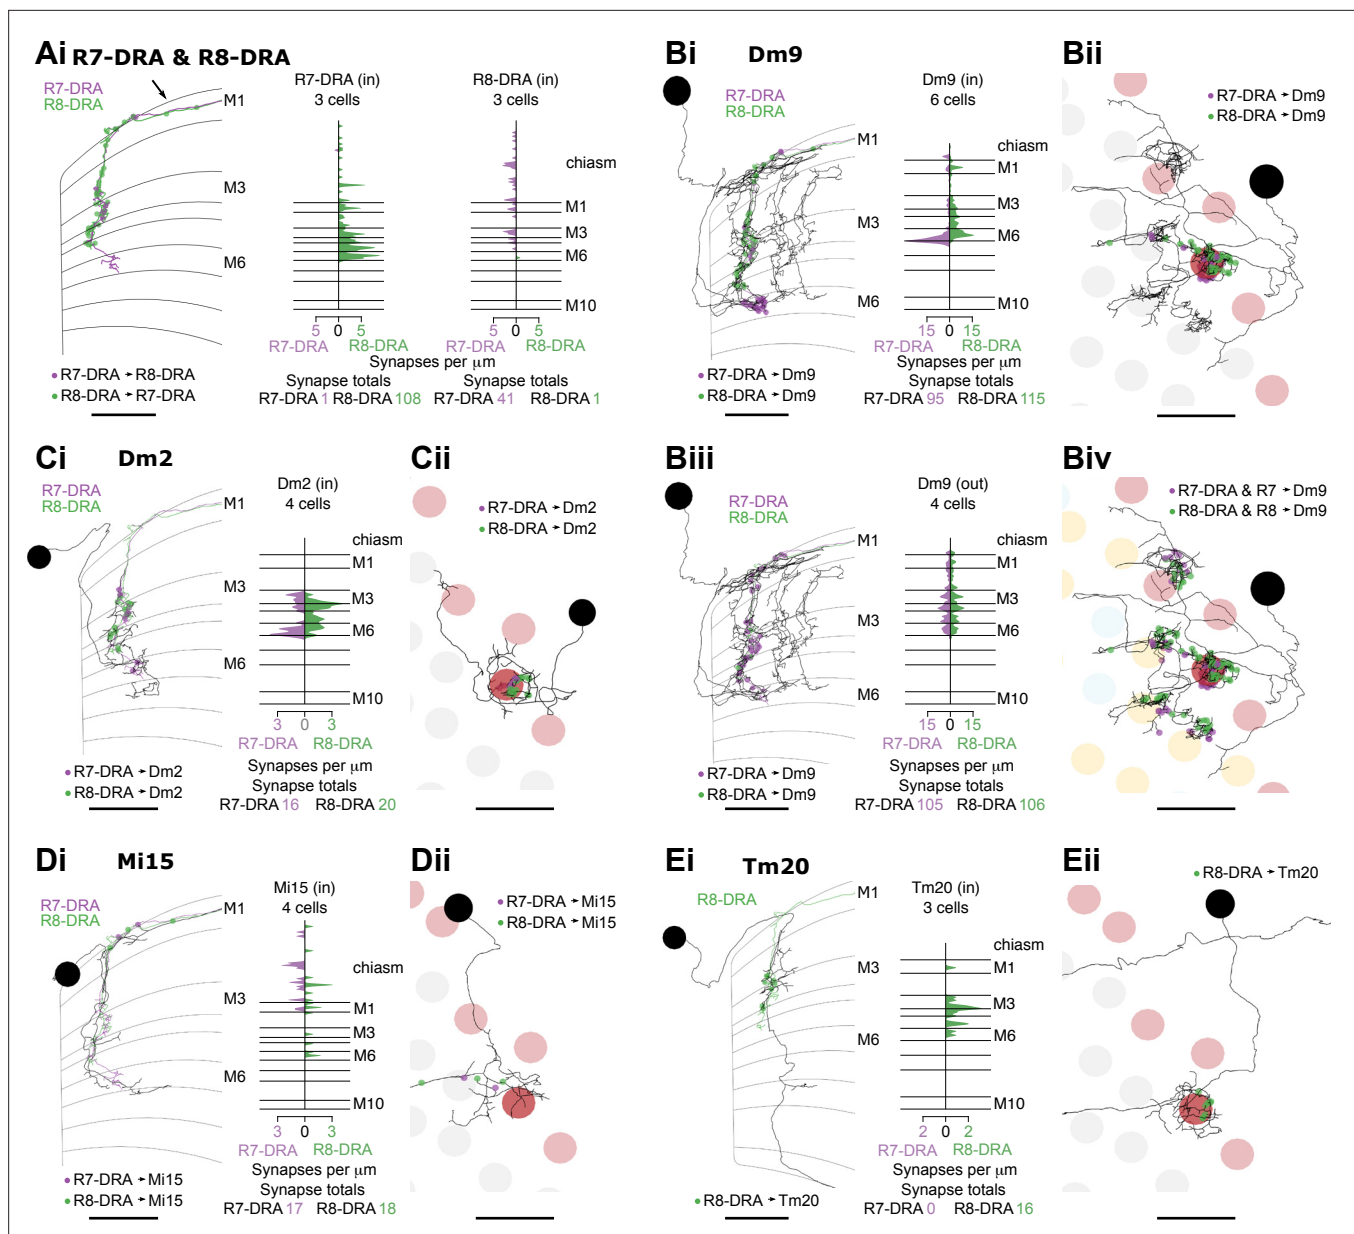 Ai R7-DRA & R8-DRA
R7-DRA
R8-DRA
M1
M3
M6
R7-DRA (in)
3 cells
R8-DRA (in)
3 cells
chiasm
M1
M3
M6
M10
5 0 5 5 0 5
R7-DRA R8-DRA R7-DRA R8-DRA
Synapses per μm
Synapse totals Synapse totals
R7-DRA 1 R8-DRA 108 R7-DRA 41 R8-DRA 1
R7-DRA → R8-DRA
R8-DRA → R7-DRA
Bi Dm9
R7-DRA
R8-DRA
M1
M3
M6
Dm9 (in)
6 cells
chiasm
M1
M3
M6
M10
15 0 15
R7-DRA R8-DRA
Synapses per μm
Synapse totals
R7-DRA 95 R8-DRA 115
R7-DRA → Dm9
R8-DRA → Dm9
Bii
R7-DRA → Dm9
R8-DRA → Dm9
Ci Dm2
R7-DRA
R8-DRA
M1
M3
M6
Dm2 (in)
4 cells
chiasm
M1
M3
M6
M10
3 0 3
R7-DRA R8-DRA
Synapses per μm
Synapse totals
R7-DRA 16 R8-DRA 20
R7-DRA → Dm2
R8-DRA → Dm2
Cii
R7-DRA → Dm2
R8-DRA → Dm2
Biii
R7-DRA
R8-DRA
M1
M3
M6
Dm9 (out)
4 cells
chiasm
M1
M3
M6
M10
15 0 15
R7-DRA R8-DRA
Synapses per μm
Synapse totals
R7-DRA 105 R8-DRA 106
R7-DRA → Dm9
R8-DRA → Dm9
Biv
R7-DRA & R7 → Dm9
R8-DRA & R8 → Dm9
Di Mi15
R7-DRA
R8-DRA
M1
M3
M6
Mi15 (in)
4 cells
chiasm
M1
M3
M6
M10
3 0 3
R7-DRA R8-DRA
Synapses per μm
Synapse totals
R7-DRA 17 R8-DRA 18
R7-DRA → Mi15
R8-DRA → Mi15
Dii
R7-DRA → Mi15
R8-DRA → Mi15
Ei Tm20
R8-DRA
M1
M3
M6
Tm20 (in)
3 cells
chiasm
M1
M3
M6
M10
2 0 2
R7-DRA R8-DRA
Synapses per μm
Synapse totals
R7-DRA 0 R8-DRA 16
R8-DRA → Tm20
Eii
R8-DRA → Tm20